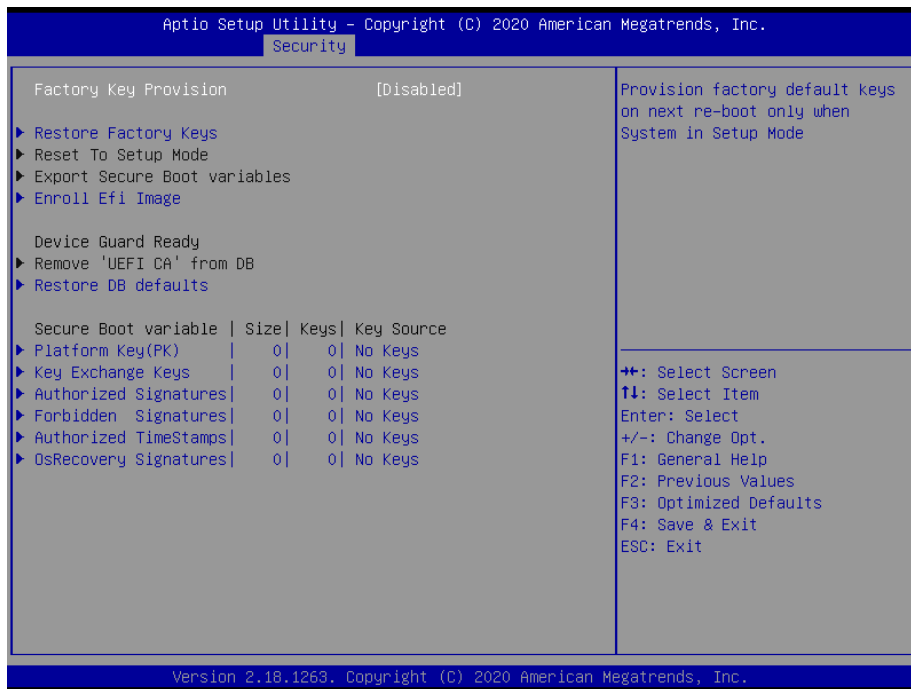 Aptio Setup Utility – Copyright (C) 2020 American Megatrends, Inc.
Security
Factory Key Provision [Disabled]
Restore Factory Keys
Reset To Setup Mode
Export Secure Boot variables
Enroll Efi Image
Device Guard Ready
Remove 'UEFI CA' from DB
Restore DB defaults
Secure Boot variable | Size| Keys| Key Source
Platform Key(PK) | 0| 0| No Keys
Key Exchange Keys | 0| 0| No Keys
Authorized Signatures| 0| 0| No Keys
Forbidden Signatures| 0| 0| No Keys
Authorized TimeStamps| 0| 0| No Keys
OsRecovery Signatures| 0| 0| No Keys
Provision factory default keys
on next re-boot only when
System in Setup Mode
→←: Select Screen
↑↓: Select Item
Enter: Select
+/-: Change Opt.
F1: General Help
F2: Previous Values
F3: Optimized Defaults
F4: Save & Exit
ESC: Exit
Version 2.18.1263. Copyright (C) 2020 American Megatrends, Inc.